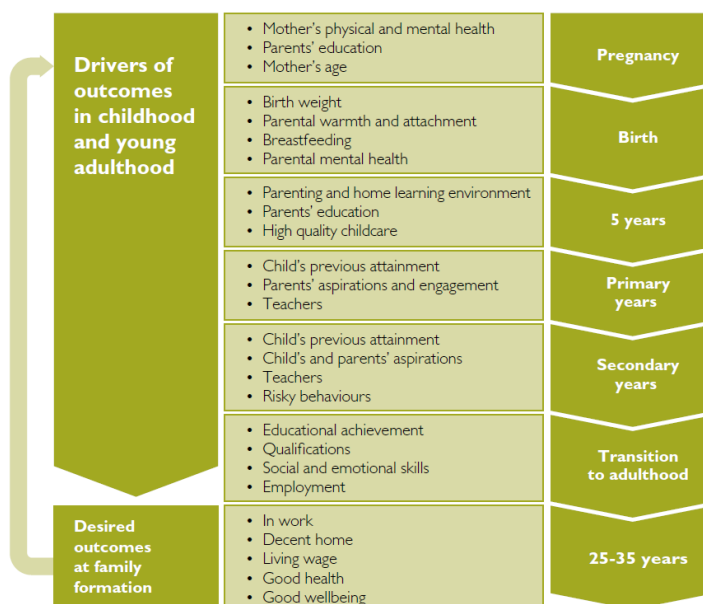 Drivers of
outcomes
in childhood
and young
adulthood
• Mother's physical and mental health
• Parents' education
• Mother's age
Pregnancy
• Birth weight
• Parental warmth and attachment
• Breastfeeding
• Parental mental health
Birth
• Parenting and home learning environment
• Parents' education
• High quality childcare
5 years
• Child's previous attainment
• Parents' aspirations and engagement
• Teachers
Primary
years
• Child's previous attainment
• Child's and parents' aspirations
• Teachers
• Risky behaviours
Secondary
years
• Educational achievement
• Qualifications
• Social and emotional skills
• Employment
Transition
to adulthood
Desired
outcomes
at family
formation
• In work
• Decent home
• Living wage
• Good health
• Good wellbeing
25-35 years